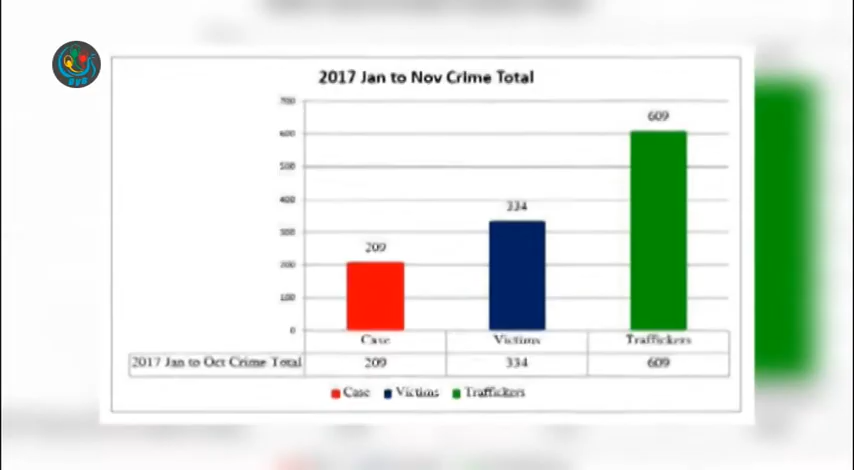 DVB
2017 Jan to Nov Crime Total
700
600
500
400
300
200
100
0
209
334
609
Case Victims Traffickers
2017 Jan to Oct Crime Total 209 334 609
Case Victims Traffickers